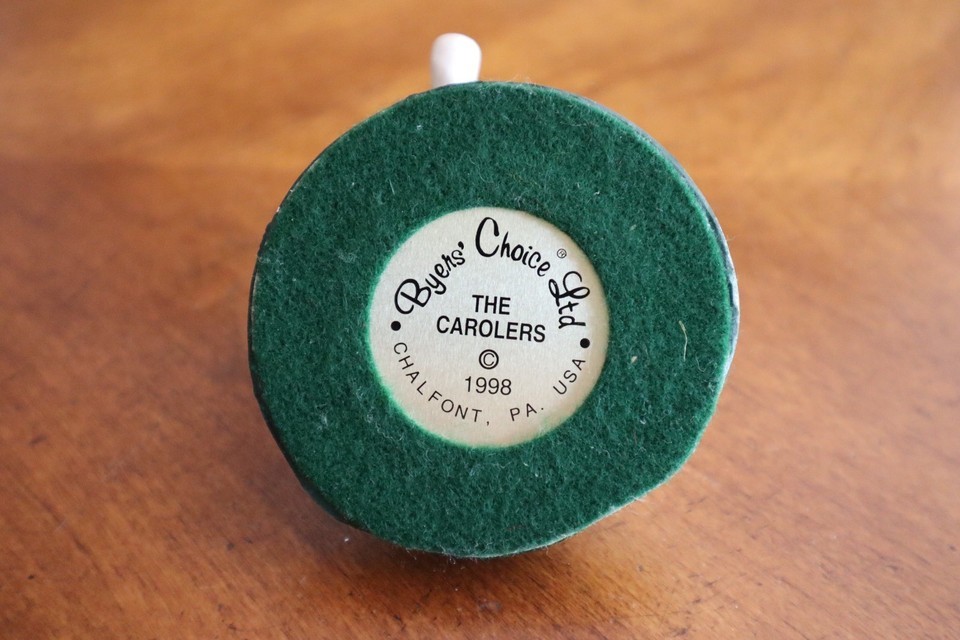 Byers' Choice® Ltd
THE
CAROLERS
©
1998
• CHALFONT, PA. USA •